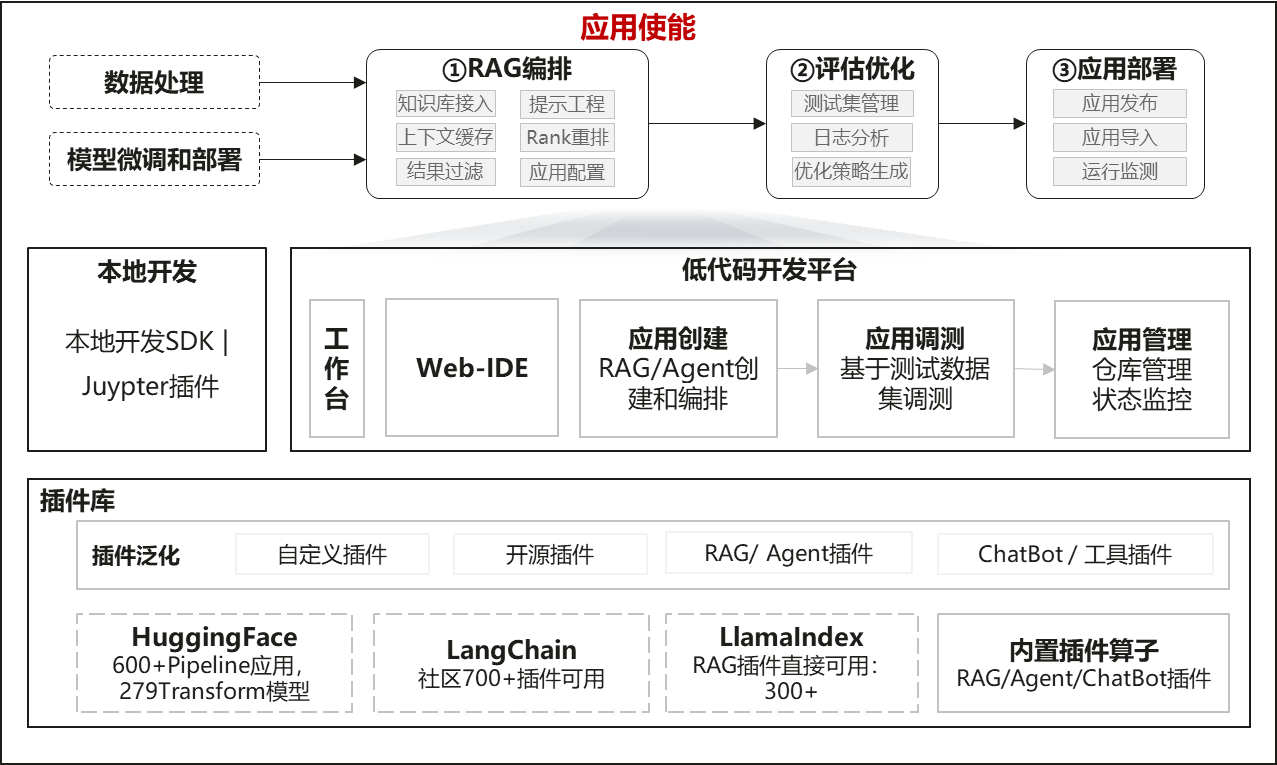 应用使能
数据处理
模型微调和部署
①RAG编排
知识库接入
提示工程
上下文缓存
Rank重排
结果过滤
应用配置
②评估优化
测试集管理
日志分析
优化策略生成
③应用部署
应用发布
应用导入
运行监测
本地开发
本地开发SDK |
Juypter插件
低代码开发平台
工
作
台
Web-IDE
应用创建
RAG/Agent创
建和编排
应用调测
基于测试数据
集调测
应用管理
仓库管理
状态监控
插件库
插件泛化
自定义插件
开源插件
RAG/ Agent插件
ChatBot / 工具插件
HuggingFace
600+Pipeline应用，
279Transform模型
LangChain
社区700+插件可用
LlamaIndex
RAG插件直接可用：
300+
内置插件算子
RAG/Agent/ChatBot插件